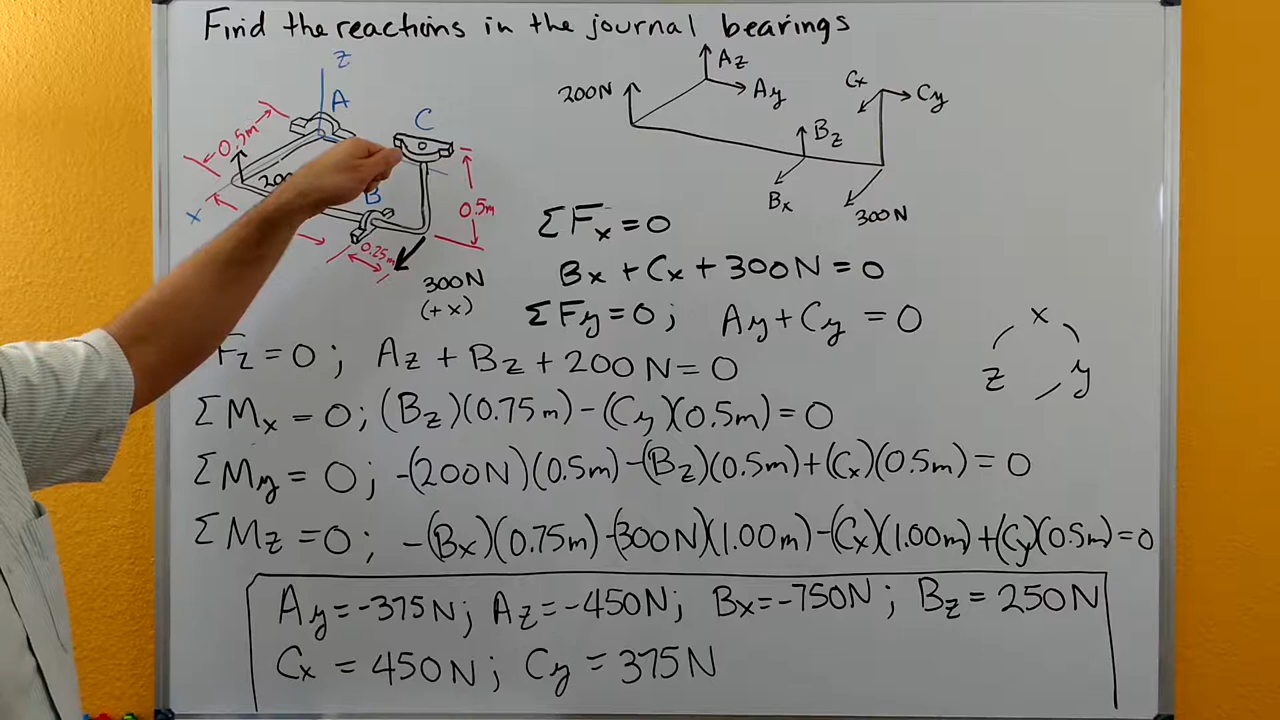 Find the reactions in the journal bearings
z
A
C
0.5m
200
B
x
0.5m
0.25m
300N
(+x)
Az
200N
Ay
Cx
Cy
Bz
Bx
300N
ΣFx = 0
Bx + Cx + 300N = 0
ΣFy = 0 ; Ay + Cy = 0
x
z y
Fz = 0 ; Az + Bz + 200N = 0
ΣMx = 0 ; (Bz)(0.75m) - (Cy)(0.5m) = 0
ΣMy = 0 ; -(200N)(0.5m) - (Bz)(0.5m) + (Cx)(0.5m) = 0
ΣMz = 0 ; -(Bx)(0.75m) - (300N)(1.00m) - (Cx)(1.00m) + (Cy)(0.5m) = 0
Ay = -375N ; Az = -450N ; Bx = -750N ; Bz = 250N
Cx = 450N ; Cy = 375N